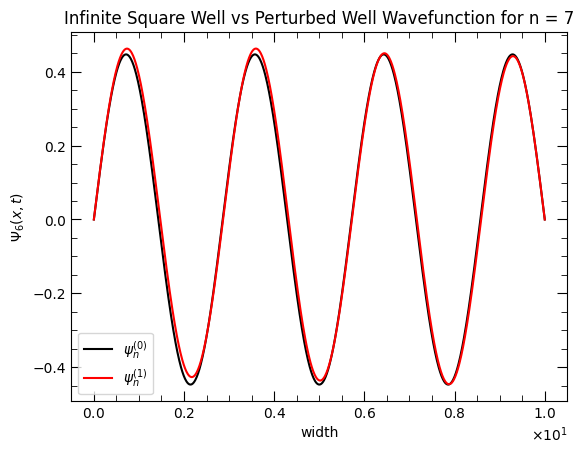 Infinite Square Well vs Perturbed Well Wavefunction for n = 7
Ψ₆(x, t)
0.4
0.2
0.0
−0.2
−0.4
ψₙ⁽⁰⁾
ψₙ⁽¹⁾
0.0 0.2 0.4 0.6 0.8 1.0
width
×10¹